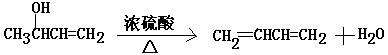 OH
CH3CHCH=CH2 浓硫酸 △ → CH2=CHCH=CH2 +H2O